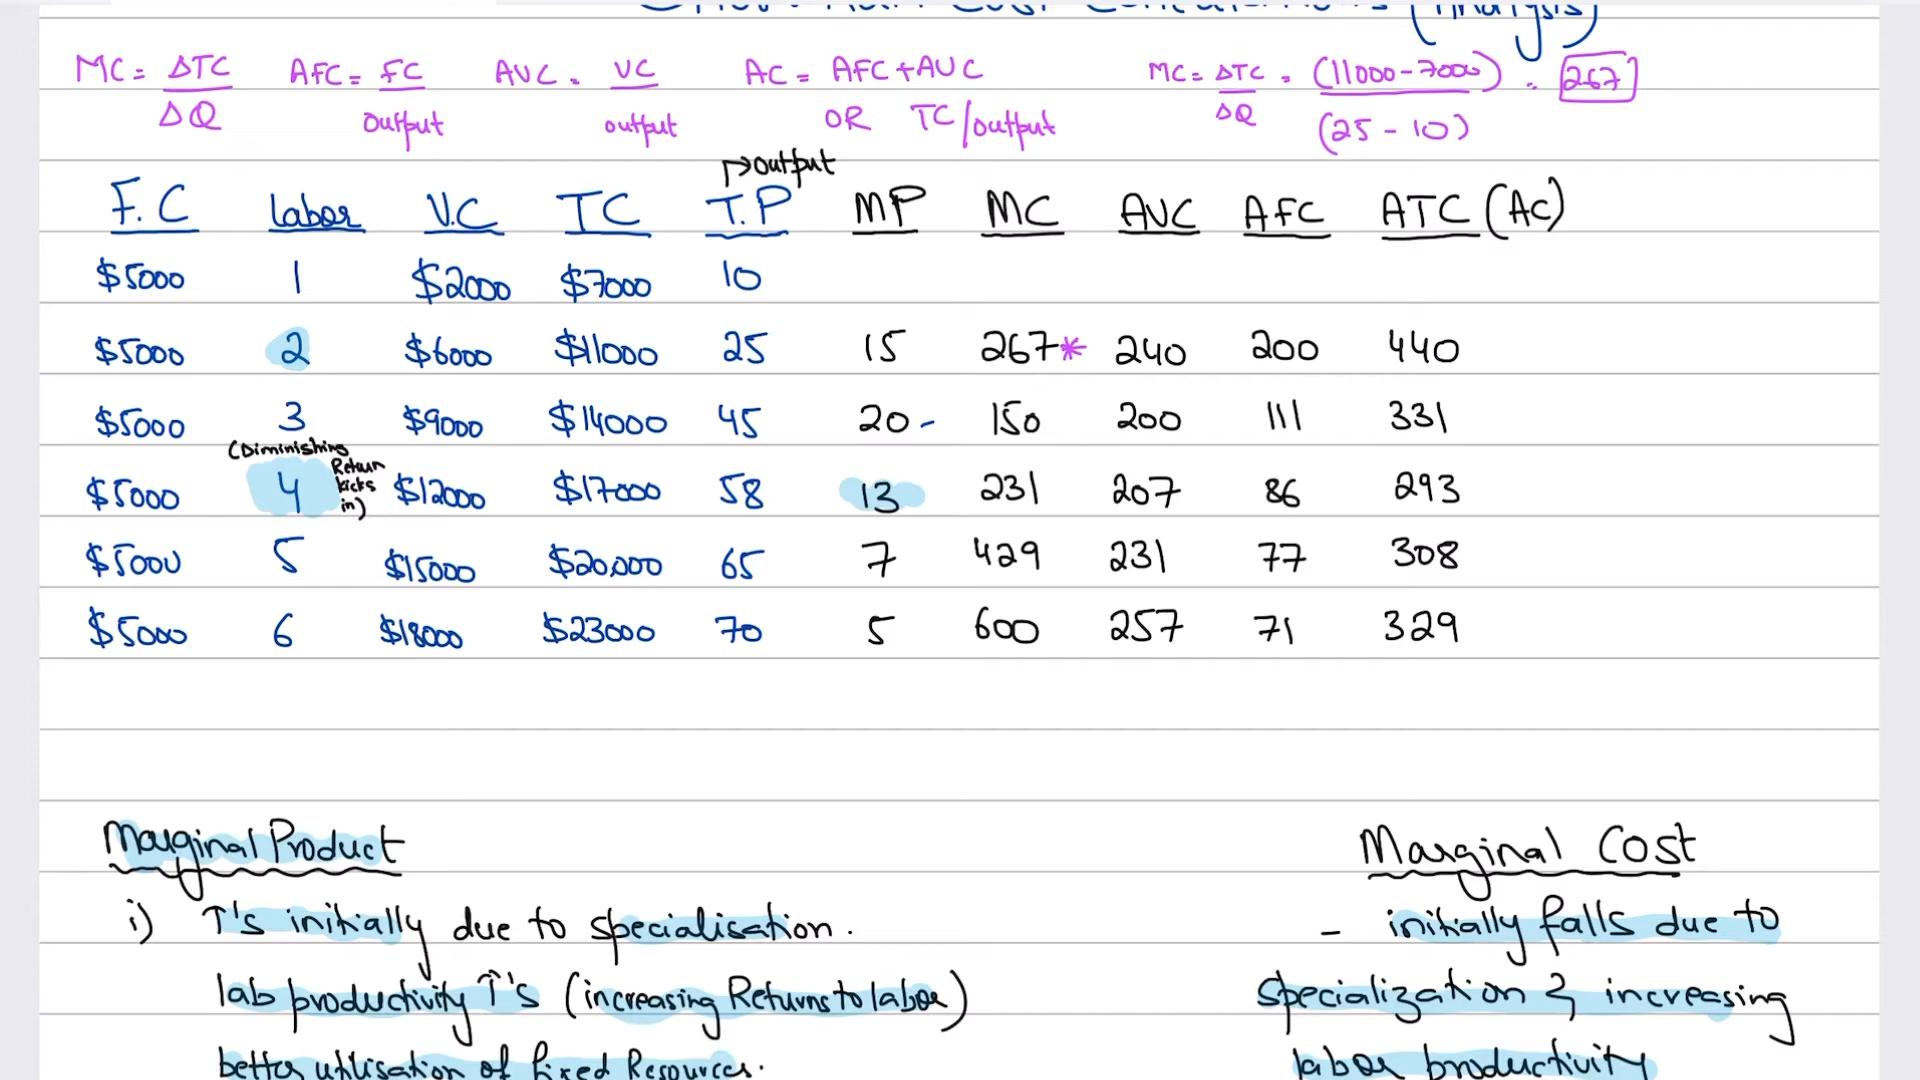 (Analysis)
MC = ΔTC / ΔQ AFC = FC / output AVC = VC / output AC = AFC + AUC OR TC/output MC = ΔTC / ΔQ = (11000 - 7000) / (25 - 10) = 267
→ output
F.C Labor V.C TC T.P MP MC AVC AFC ATC (AC)
$5000 1 $2000 $7000 10
$5000 2 $6000 $11000 25 15 267* 240 200 440
$5000 3 $9000 $14000 45 20 - 150 200 111 331
(Diminishing Return kicks in)
$5000 4 $12000 $17000 58 13 231 207 86 293
$5000 5 $15000 $20,000 65 7 429 231 77 308
$5000 6 $18000 $23000 70 5 600 257 71 329
Marginal Product
i) ↑'s initially due to specialisation.
lab productivity ↑'s (increasing Returns to labor)
better utilisation of fixed Resources.
Marginal Cost
- initially falls due to
specialization & increasing
labor productivity